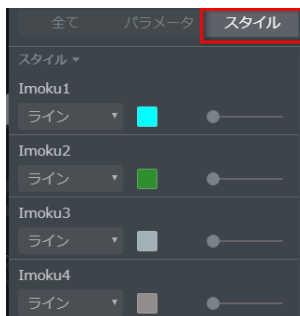 全て パラメータ スタイル
スタイル
Imoku1
ライン
Imoku2
ライン
Imoku3
ライン
Imoku4
ライン